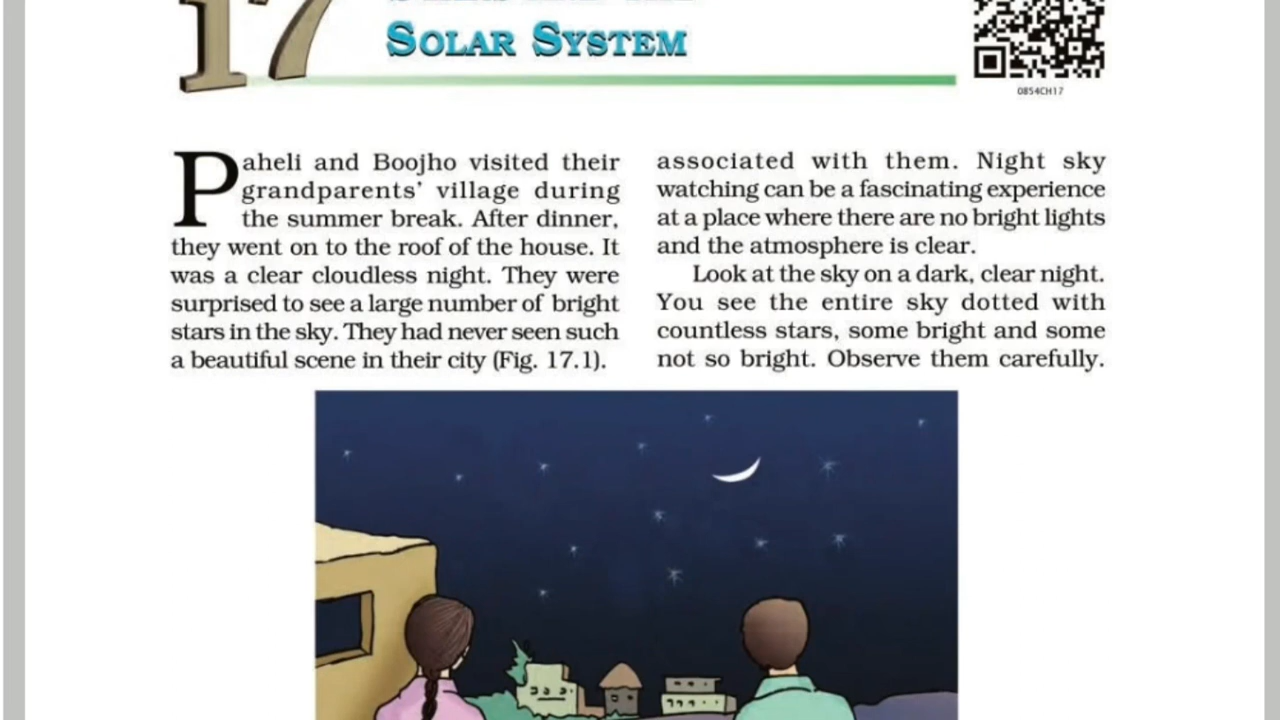 17
SOLAR SYSTEM
0854CH17
Paheli and Boojho visited their
grandparents' village during
the summer break. After dinner,
they went on to the roof of the house. It
was a clear cloudless night. They were
surprised to see a large number of bright
stars in the sky. They had never seen such
a beautiful scene in their city (Fig. 17.1).
associated with them. Night sky
watching can be a fascinating experience
at a place where there are no bright lights
and the atmosphere is clear.
Look at the sky on a dark, clear night.
You see the entire sky dotted with
countless stars, some bright and some
not so bright. Observe them carefully.